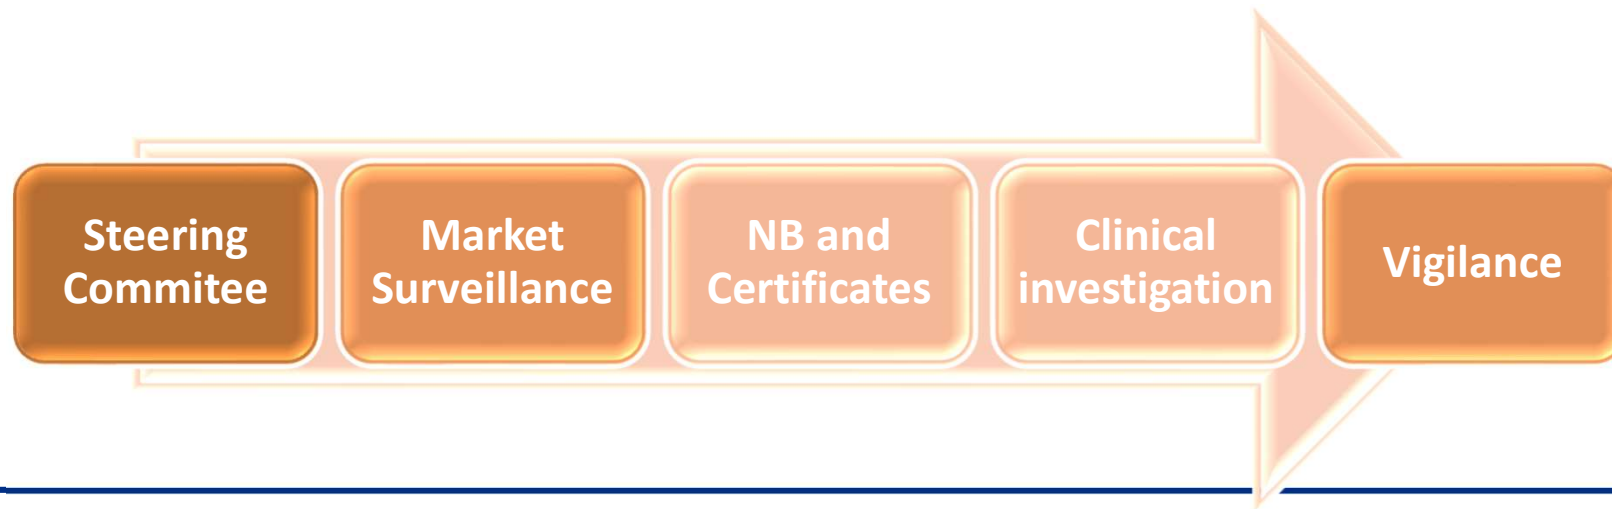 Steering
Commitee
Market
Surveillance
NB and
Certificates
Clinical
investigation
Vigilance